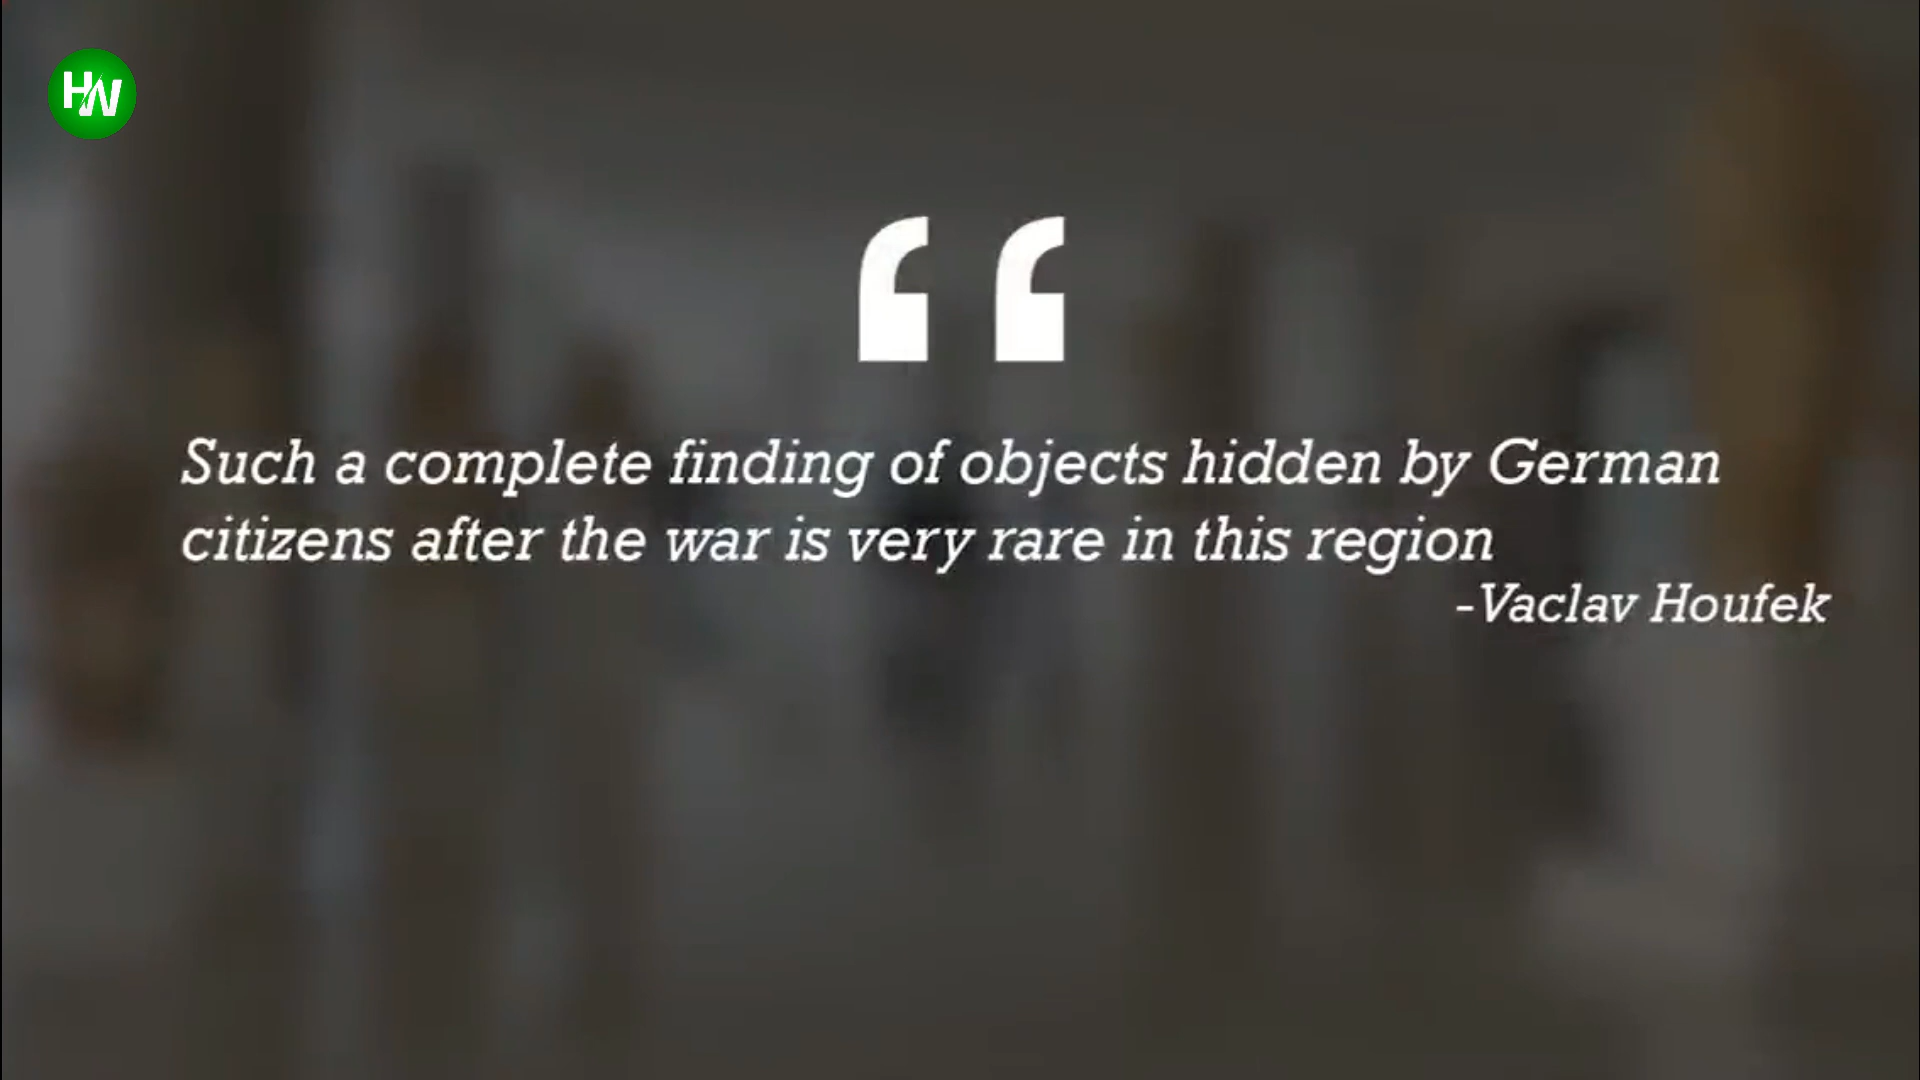 HW
“
Such a complete finding of objects hidden by German
citizens after the war is very rare in this region
-Vaclav Houfek